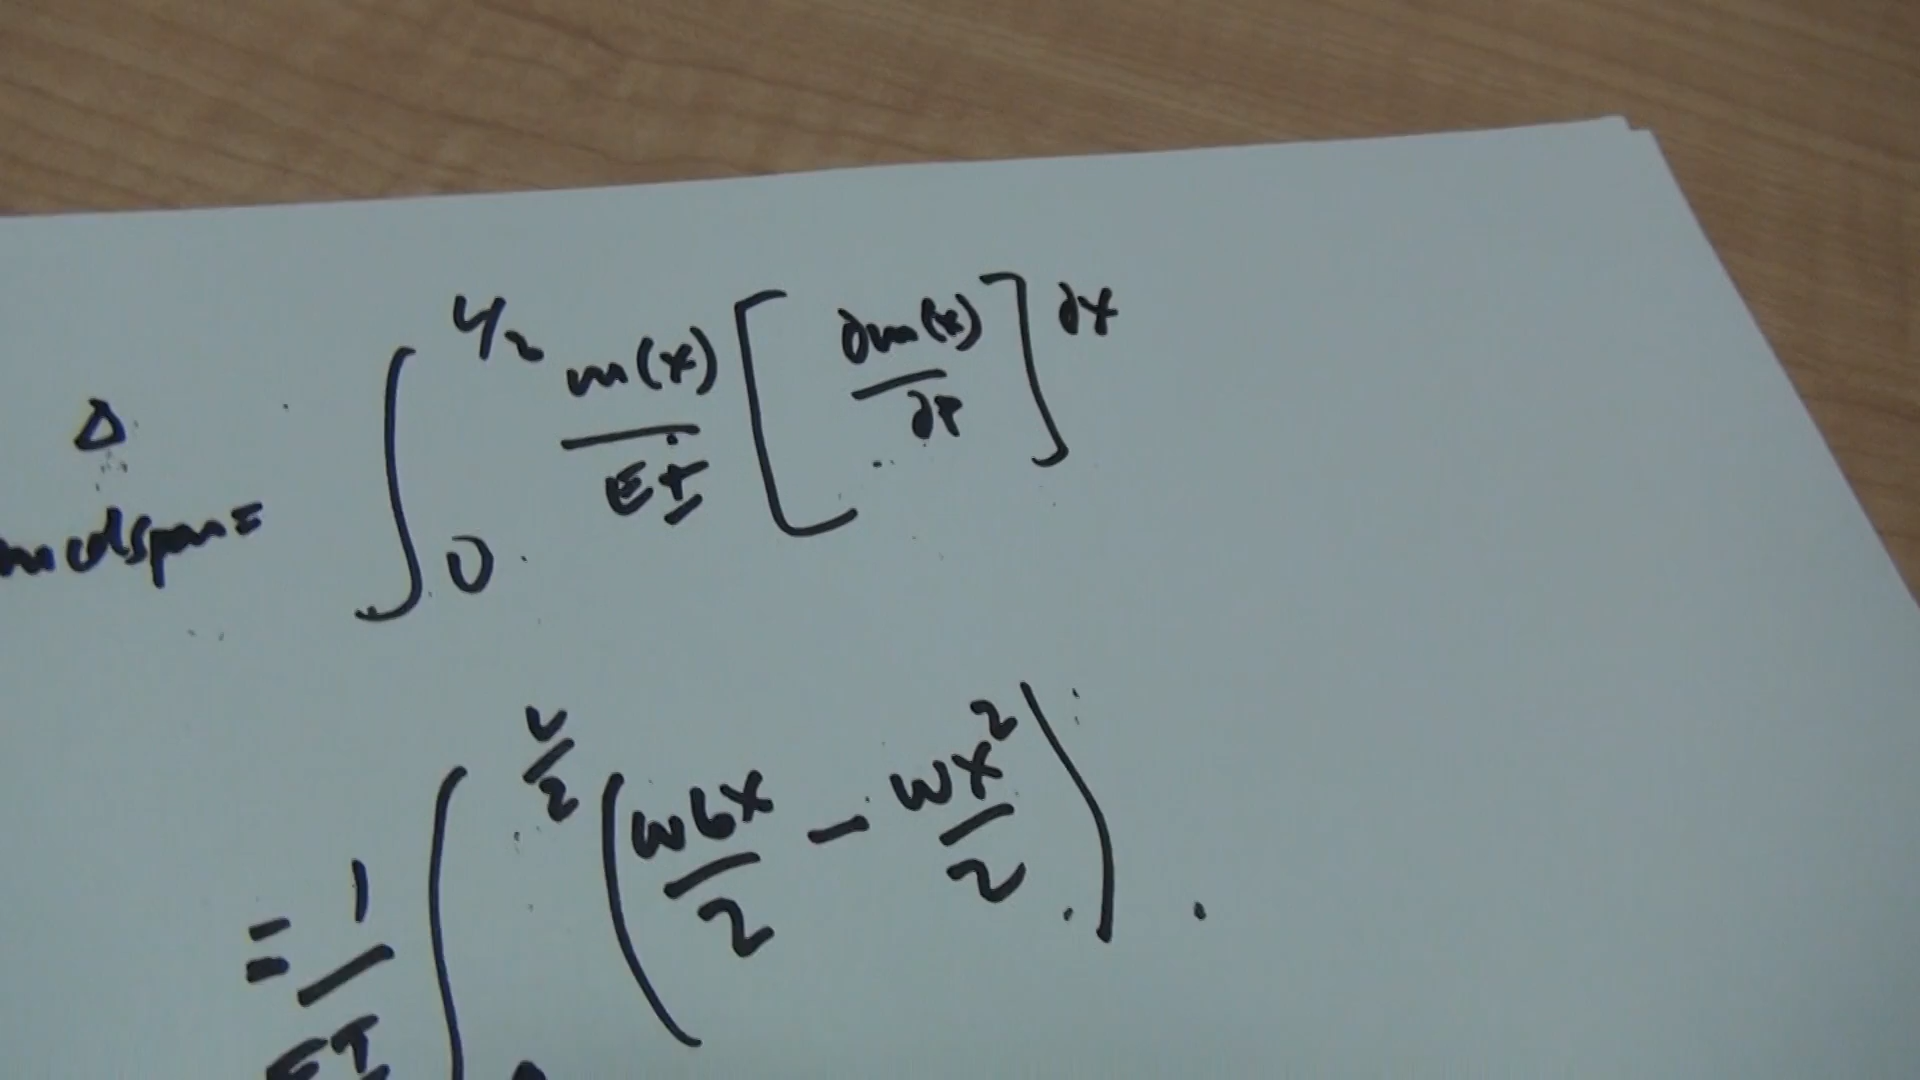 Δ midspan = ∫₀^{L/2} m(x)/EI [∂m(x)/∂P] dx
= 1/EI ∫₀^{L/2} (wLx/2 - wx²/2) .